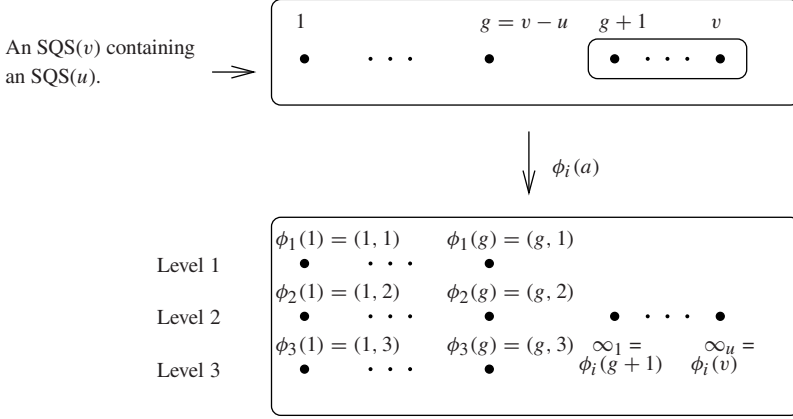 1 g = v − u g + 1 v
An SQS(v) containing
an SQS(u).
ϕ_i(a)
ϕ_1(1) = (1, 1) ϕ_1(g) = (g, 1)
Level 1
ϕ_2(1) = (1, 2) ϕ_2(g) = (g, 2)
Level 2
ϕ_3(1) = (1, 3) ϕ_3(g) = (g, 3) ∞_1 = ∞_u =
ϕ_i(g + 1) ϕ_i(v)
Level 3